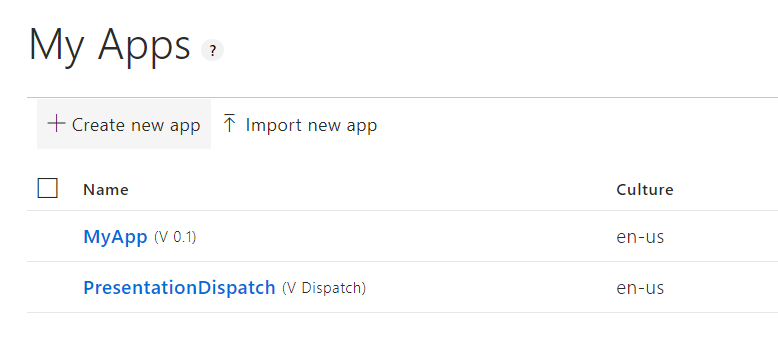 My Apps ?
Create new app Import new app
Name Culture
MyApp (V 0.1) en-us
PresentationDispatch (V Dispatch) en-us